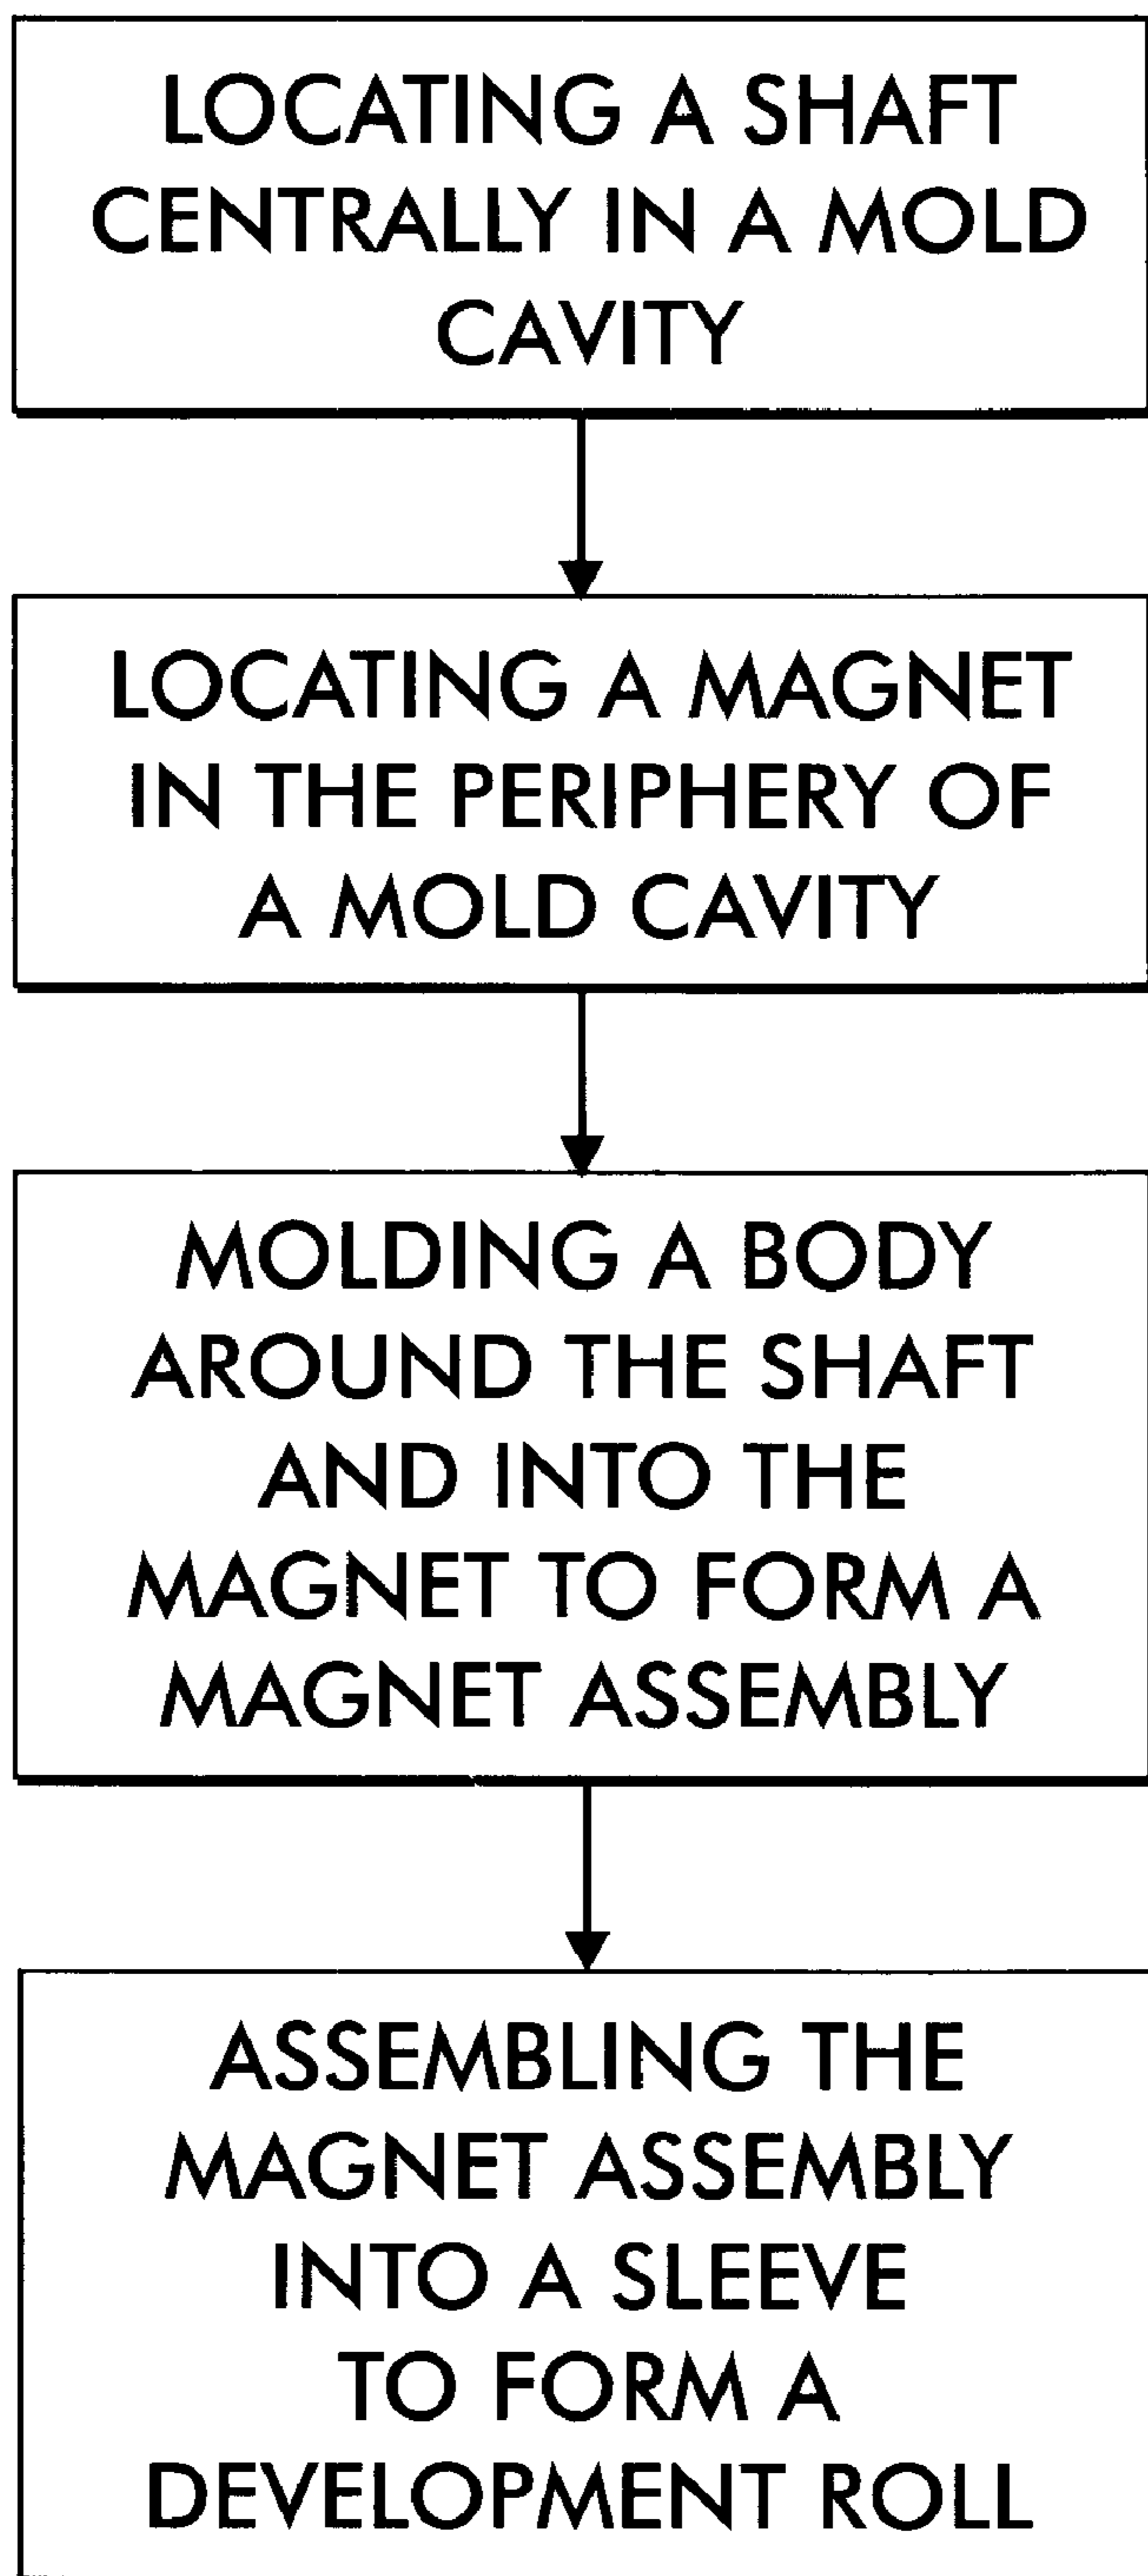 LOCATING A SHAFT
CENTRALLY IN A MOLD
CAVITY
LOCATING A MAGNET
IN THE PERIPHERY OF
A MOLD CAVITY
MOLDING A BODY
AROUND THE SHAFT
AND INTO THE
MAGNET TO FORM A
MAGNET ASSEMBLY
ASSEMBLING THE
MAGNET ASSEMBLY
INTO A SLEEVE
TO FORM A
DEVELOPMENT ROLL